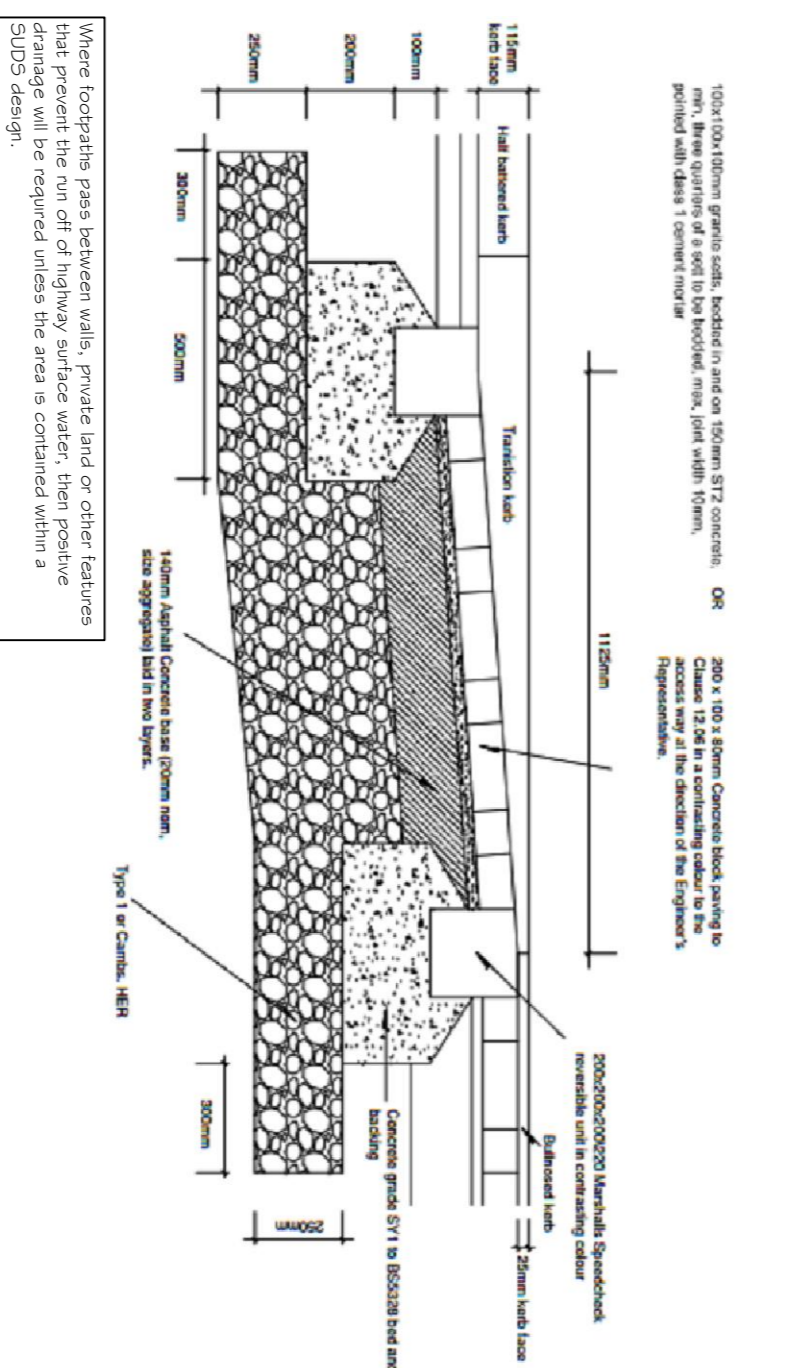 100x100x100mm granite setts, bedded in and on 150mm ST2 concrete,
min, three quarters of a sett to be bedded, max, joint width 10mm,
pointed with class 1 cement mortar
OR
200 x 100 x 80mm Concrete block paving to
Clause 12.06 in a contrasting colour to the
access way at the direction of the Engineer's
Representative.
200x200x200/220 Marshalls Speedcheck
reversible unit in contrasting colour
1125mm
115mm
kerb face
Half battered kerb
Transtion kerb
Bullnosed kerb
25mm kerb face
100mm
200mm
250mm
Concrete grade SY1 to BS5328 bed and
backing
300mm
500mm
300mm
250mm
140mm Asphalt Concrete base (20mm nom.
size aggregate) laid in two layers.
Type 1 or Cambs. HER
Where footpaths pass between walls, private land or other features
that prevent the run off of highway surface water, then positive
drainage will be required unless the area is contained within a
SUDS design.